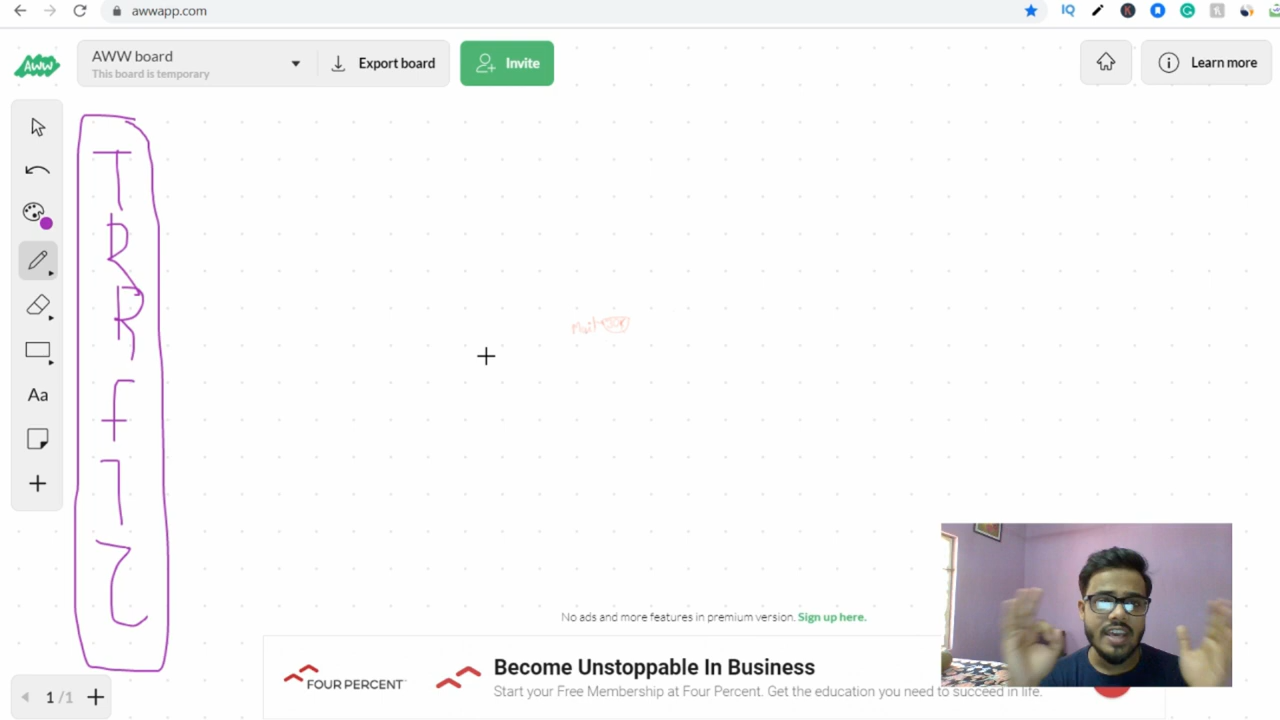 awwapp.com
IQ
K
AWW
AWW board
This board is temporary
Export board
Invite
Learn more
T
R
R
f
I
C
Aa
No ads and more features in premium version. Sign up here.
FOUR PERCENT
Become Unstoppable In Business
Start your Free Membership at Four Percent. Get the education you need to succeed in life.
1 / 1